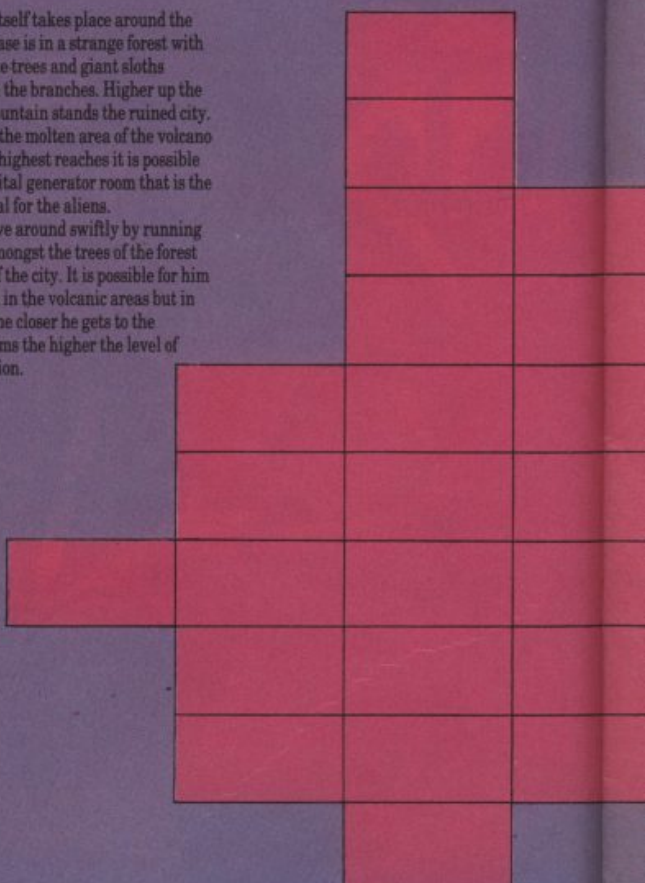 tself takes place around the
ase is in a strange forest with
e trees and giant sloths
the branches. Higher up the
untain stands the ruined city.
the molten area of the volcano
highest reaches it is possible
ital generator room that is the
al for the aliens.
ve around swiftly by running
mongst the trees of the forest
f the city. It is possible for him
in the volcanic areas but in
he closer he gets to the
ms the higher the level of
ion.